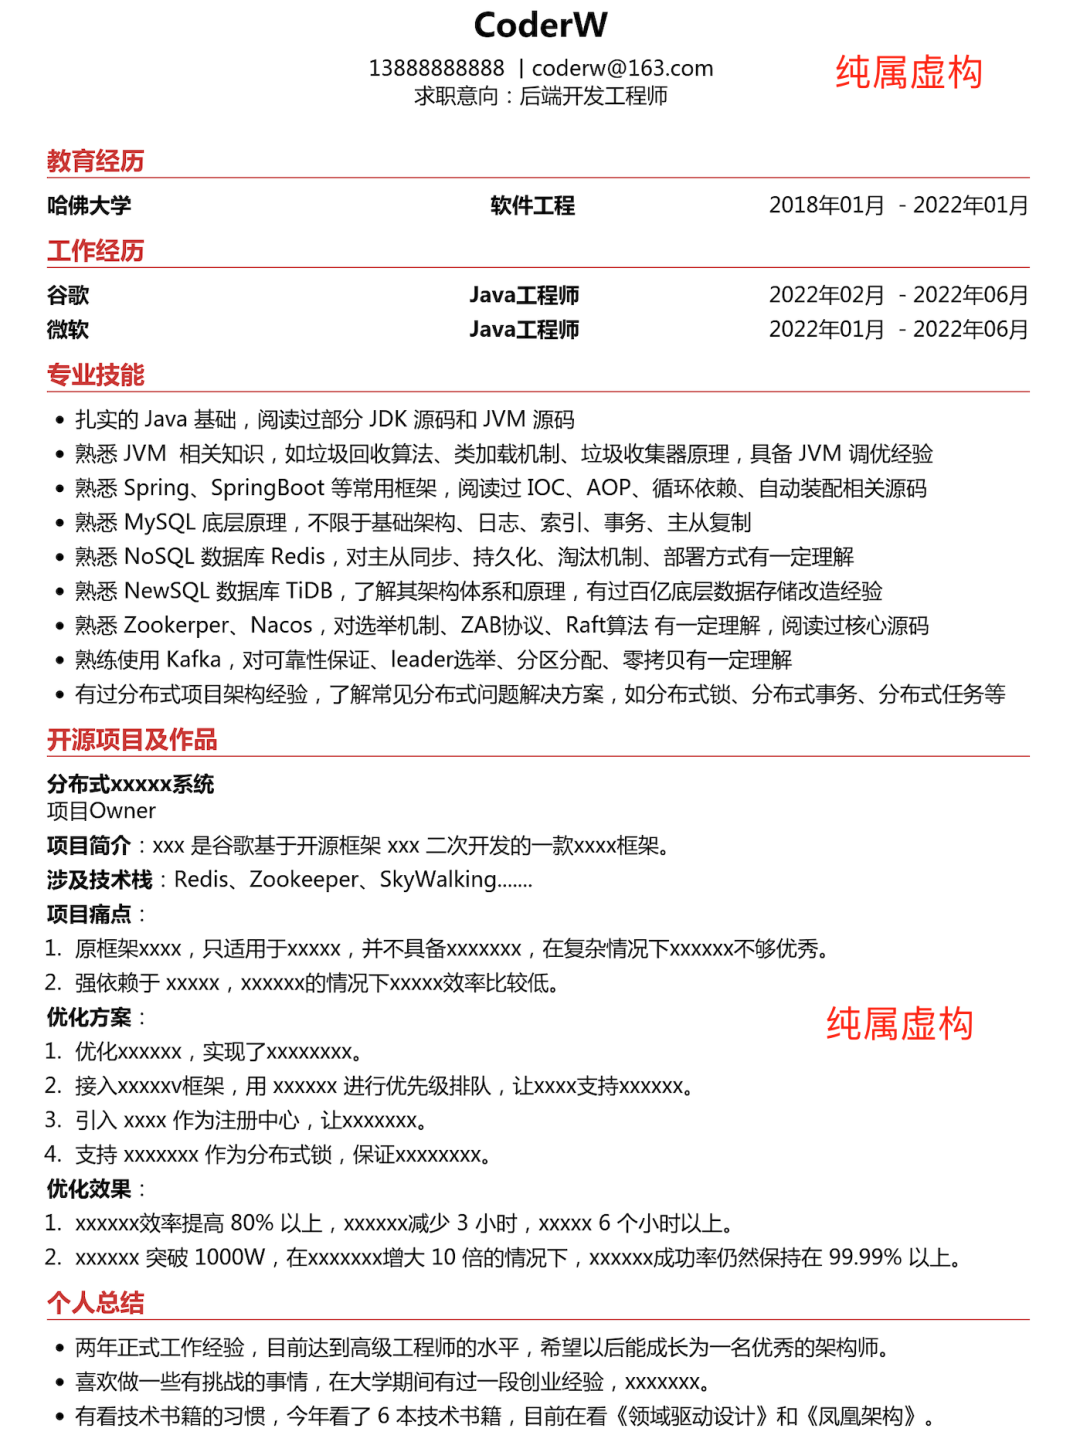 CoderW
13888888888 | coderw@163.com
纯属虚构
求职意向：后端开发工程师
教育经历
哈佛大学 软件工程 2018年01月 - 2022年01月
工作经历
谷歌 Java工程师 2022年02月 - 2022年06月
微软 Java工程师 2022年01月 - 2022年06月
专业技能
• 扎实的 Java 基础，阅读过部分 JDK 源码和 JVM 源码
• 熟悉 JVM 相关知识，如垃圾回收算法、类加载机制、垃圾收集器原理，具备 JVM 调优经验
• 熟悉 Spring、SpringBoot 等常用框架，阅读过 IOC、AOP、循环依赖、自动装配相关源码
• 熟悉 MySQL 底层原理，不限于基础架构、日志、索引、事务、主从复制
• 熟悉 NoSQL 数据库 Redis，对主从同步、持久化、淘汰机制、部署方式有一定理解
• 熟悉 NewSQL 数据库 TiDB，了解其架构体系和原理，有过百亿底层数据存储改造经验
• 熟悉 Zookerper、Nacos，对选举机制、ZAB协议、Raft算法 有一定理解，阅读过核心源码
• 熟练使用 Kafka，对可靠性保证、leader选举、分区分配、零拷贝有一定理解
• 有过分布式项目架构经验，了解常见分布式问题解决方案，如分布式锁、分布式事务、分布式任务等
开源项目及作品
分布式xxxxx系统
项目Owner
项目简介：xxx 是谷歌基于开源框架 xxx 二次开发的一款xxxx框架。
涉及技术栈：Redis、Zookeeper、SkyWalking.......
项目痛点：
1. 原框架xxxx，只适用于xxxxx，并不具备xxxxxxx，在复杂情况下xxxxxx不够优秀。
2. 强依赖于 xxxxx，xxxxxx的情况下xxxxx效率比较低。
优化方案：
纯属虚构
1. 优化xxxxxx，实现了xxxxxxxx。
2. 接入xxxxxv框架，用 xxxxxx 进行优先级排队，让xxxx支持xxxxxx。
3. 引入 xxxx 作为注册中心，让xxxxxxx。
4. 支持 xxxxxxx 作为分布式锁，保证xxxxxxxx。
优化效果：
1. xxxxxx效率提高 80% 以上，xxxxxx减少 3 小时，xxxxx 6 个小时以上。
2. xxxxxx 突破 1000W，在xxxxxxx增大 10 倍的情况下，xxxxxx成功率仍然保持在 99.99% 以上。
个人总结
• 两年正式工作经验，目前达到高级工程师的水平，希望以后能成长为一名优秀的架构师。
• 喜欢做一些有挑战的事情，在大学期间有过一段创业经验，xxxxxxx。
• 有看技术书籍的习惯，今年看了 6 本技术书籍，目前在看《领域驱动设计》和《凤凰架构》。